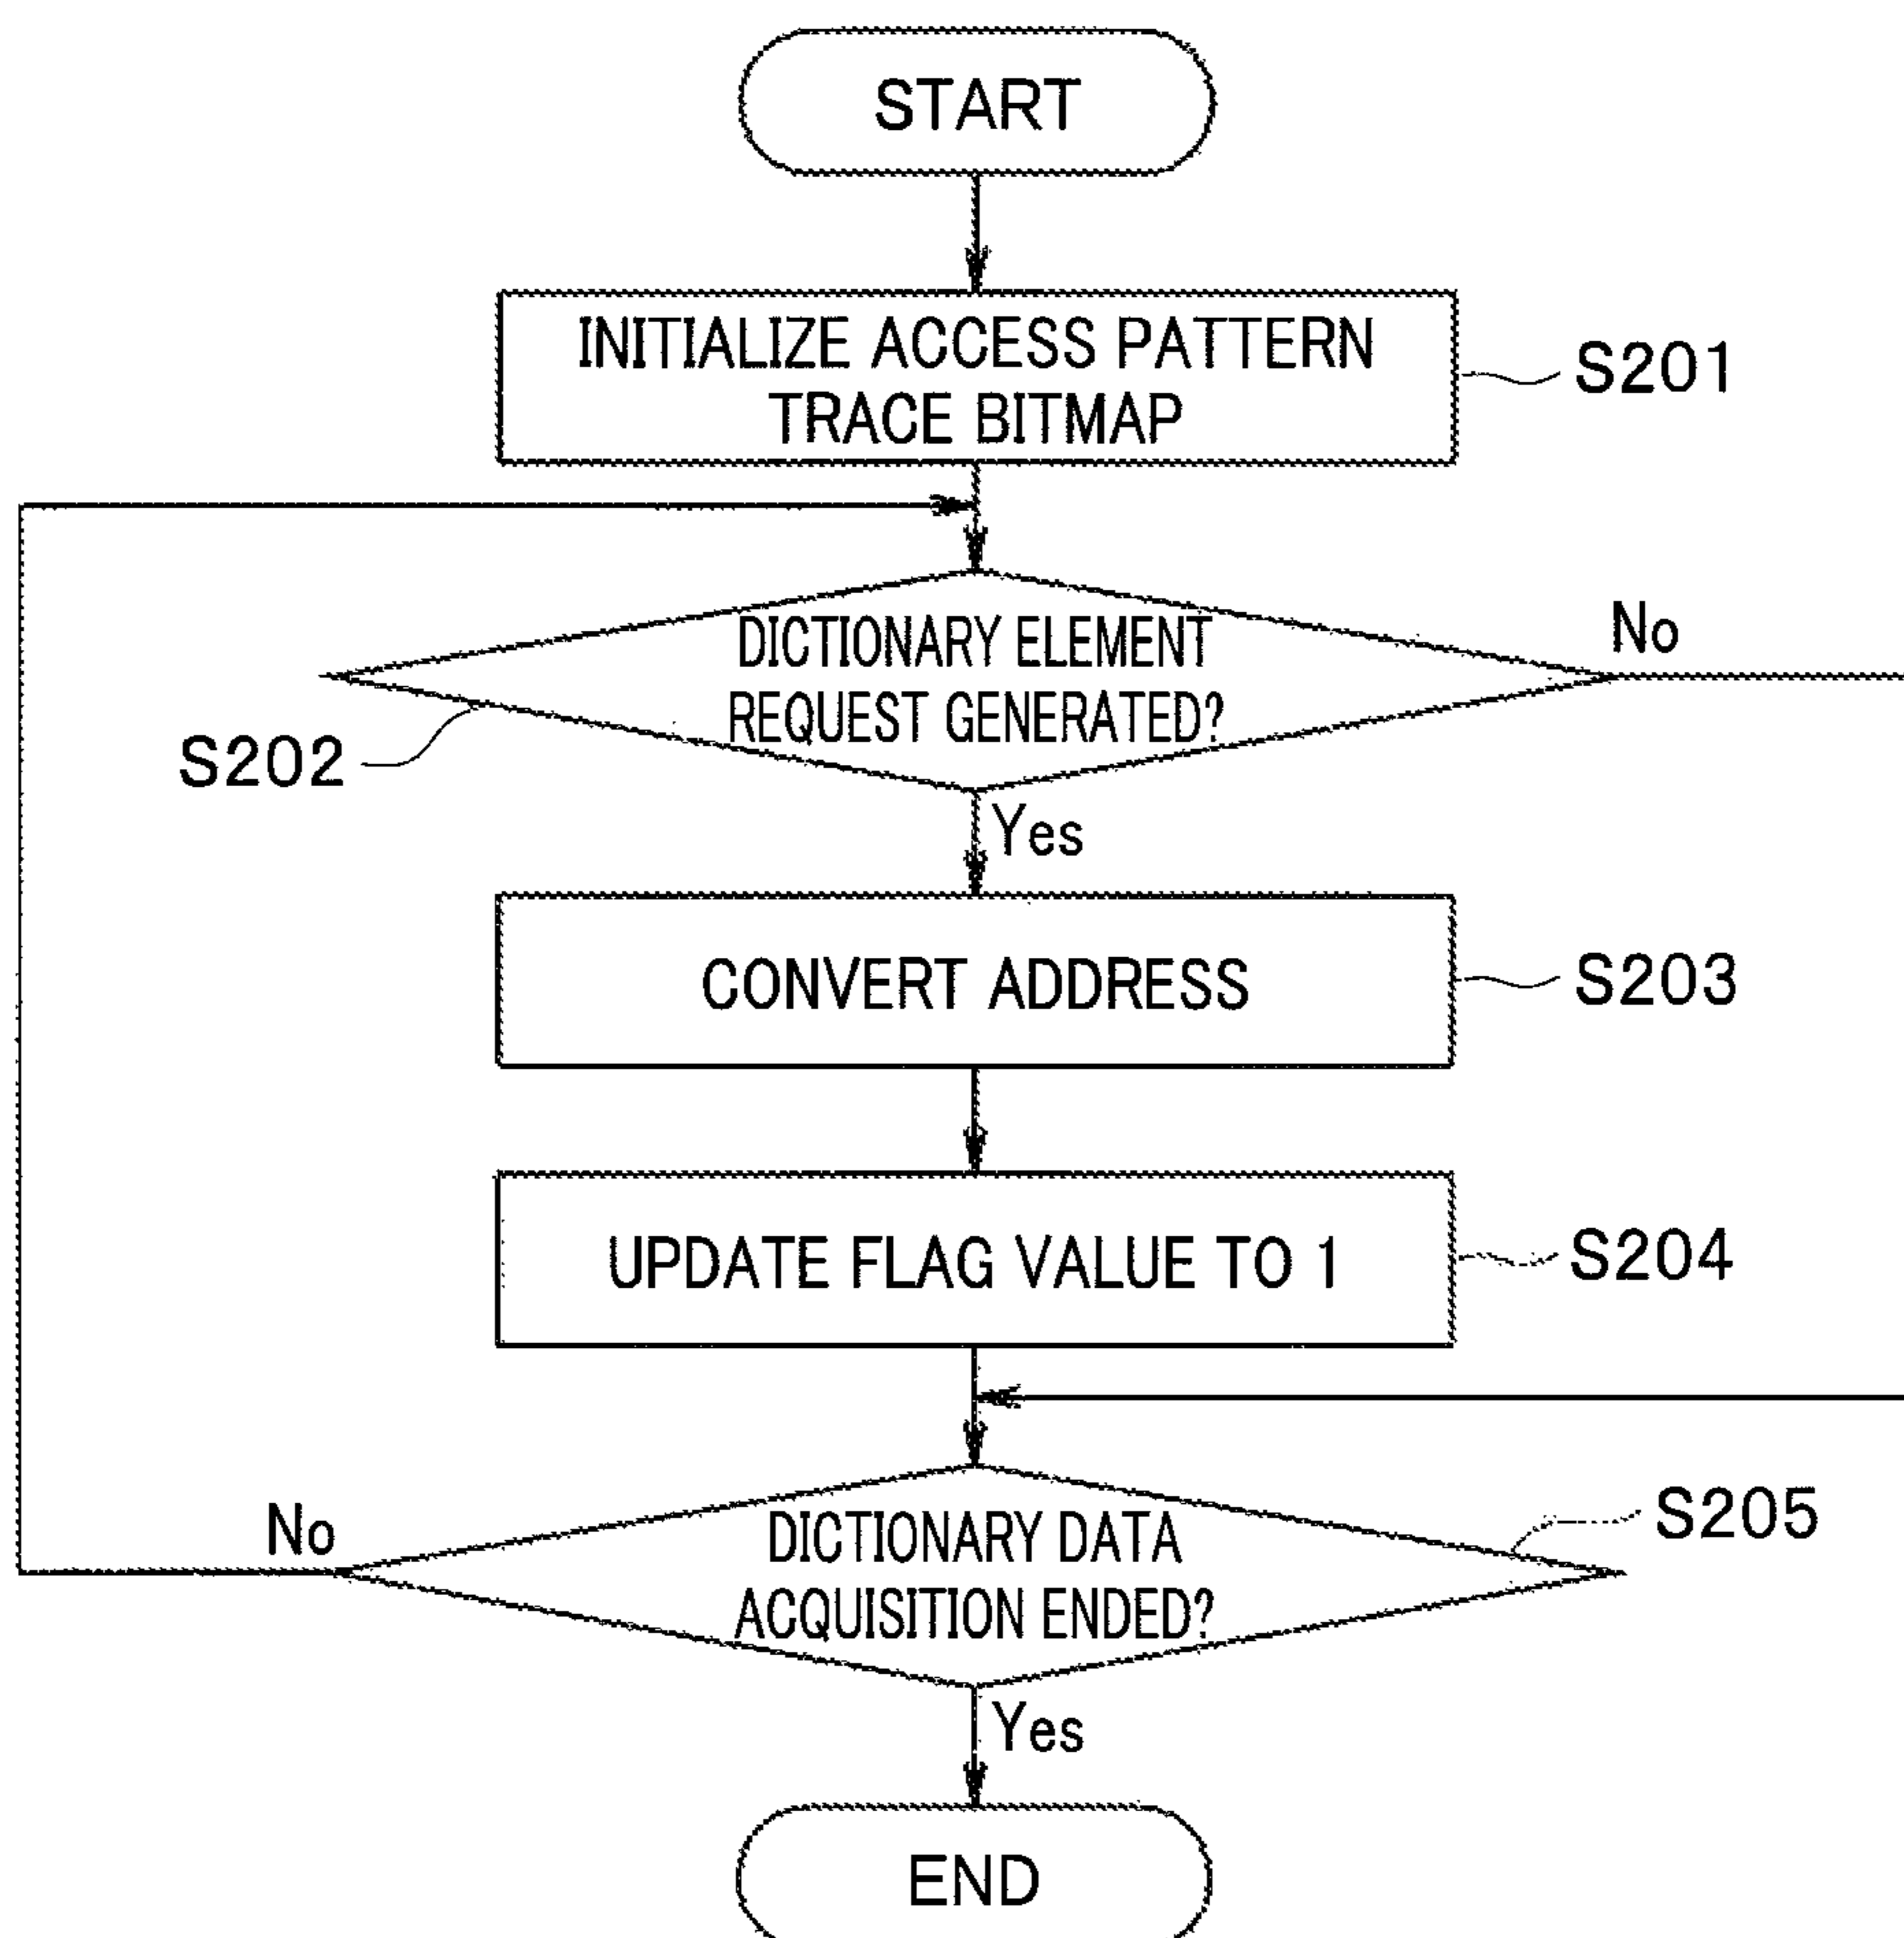 START
INITIALIZE ACCESS PATTERN
TRACE BITMAP
S201
DICTIONARY ELEMENT
REQUEST GENERATED?
No
S202
Yes
CONVERT ADDRESS
S203
UPDATE FLAG VALUE TO 1
S204
No
DICTIONARY DATA
ACQUISITION ENDED?
S205
Yes
END